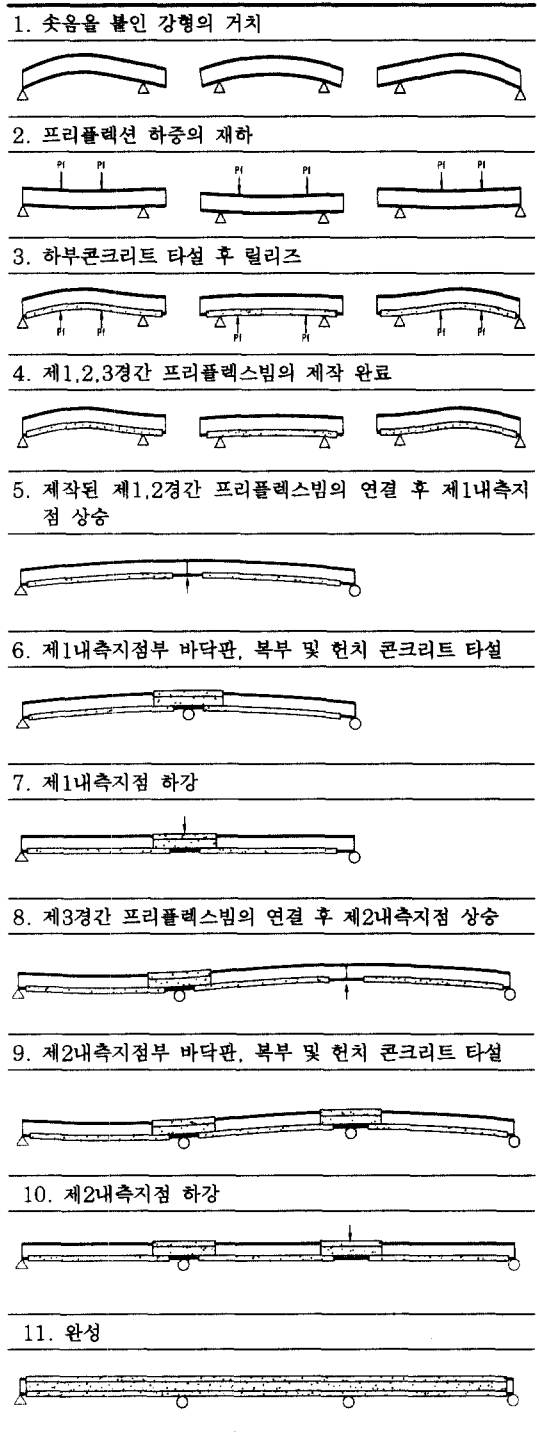 1. 솟음을 붙인 강형의 거치
2. 프리플렉션 하중의 재하
Pf Pf Pf Pf Pf Pf
3. 하부콘크리트 타설 후 릴리즈
Pf Pf Pf Pf Pf Pf
4. 제1,2,3경간 프리플렉스빔의 제작 완료
5. 제작된 제1,2경간 프리플렉스빔의 연결 후 제1내측지
점 상승
6. 제1내측지점부 바닥판, 복부 및 헌치 콘크리트 타설
7. 제1내측지점 하강
8. 제3경간 프리플렉스빔의 연결 후 제2내측지점 상승
9. 제2내측지점부 바닥판, 복부 및 헌치 콘크리트 타설
10. 제2내측지점 하강
11. 완성